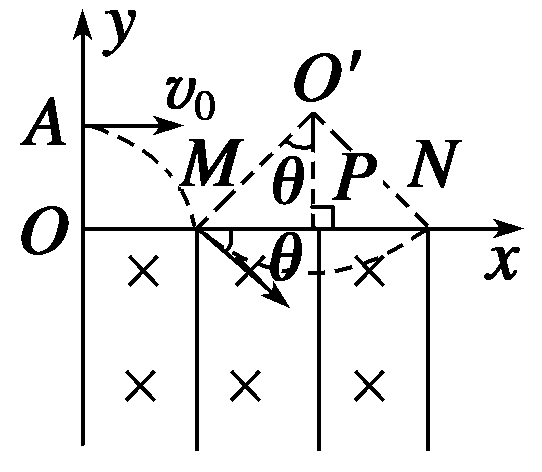 y
O′
A v₀
M θ P N
O θ x
× × ×
× × ×